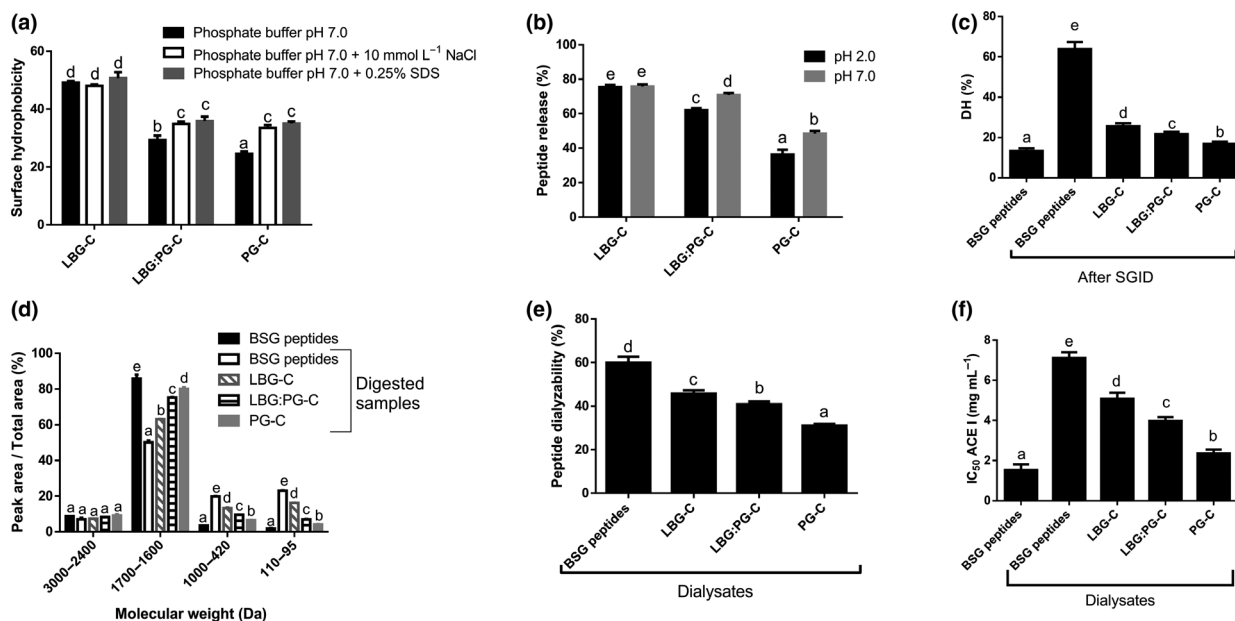 (a)
Phosphate buffer pH 7.0
Phosphate buffer pH 7.0 + 10 mmol L⁻¹ NaCl
Phosphate buffer pH 7.0 + 0.25% SDS
Surface hydrophobicity
60
40
20
0
d d d
b c c
a c c
LBG-C
LBG:PG-C
PG-C
(b)
pH 2.0
pH 7.0
Peptide release (%)
100
80
60
40
20
0
e e
c d
a b
LBG-C
LBG:PG-C
PG-C
(c)
DH (%)
80
60
40
20
0
a e d c b
BSG peptides
BSG peptides
LBG-C
LBG:PG-C
PG-C
After SGID
(d)
BSG peptides
BSG peptides
LBG-C
LBG:PG-C
PG-C
Digested
samples
Peak area / Total area (%)
100
80
60
40
20
0
a a a a a
e a b c d
a e d c b
a e d c b
3000–2400
1700–1600
1000–420
110–95
Molecular weight (Da)
(e)
Peptide dialyzability (%)
80
60
40
20
0
d c b a
BSG peptides
LBG-C
LBG:PG-C
PG-C
Dialysates
(f)
IC₅₀ ACE I (mg mL⁻¹)
8
6
4
2
0
a e d c b
BSG peptides
BSG peptides
LBG-C
LBG:PG-C
PG-C
Dialysates